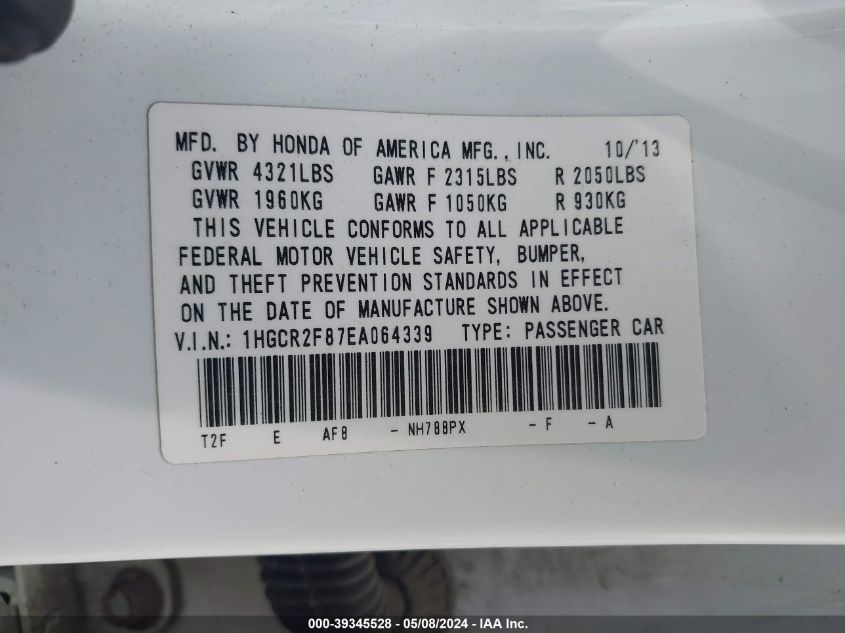 MFD. BY HONDA OF AMERICA MFG., INC. 10/'13
GVWR 4321LBS GAWR F 2315LBS R 2050LBS
GVWR 1960KG GAWR F 1050KG R 930KG
THIS VEHICLE CONFORMS TO ALL APPLICABLE
FEDERAL MOTOR VEHICLE SAFETY, BUMPER,
AND THEFT PREVENTION STANDARDS IN EFFECT
ON THE DATE OF MANUFACTURE SHOWN ABOVE.
V.I.N.: 1HGCR2F87EA064339 TYPE: PASSENGER CAR
T2F E AF8 - NH788PX - F - A
000-39345528 - 05/08/2024 - IAA Inc.